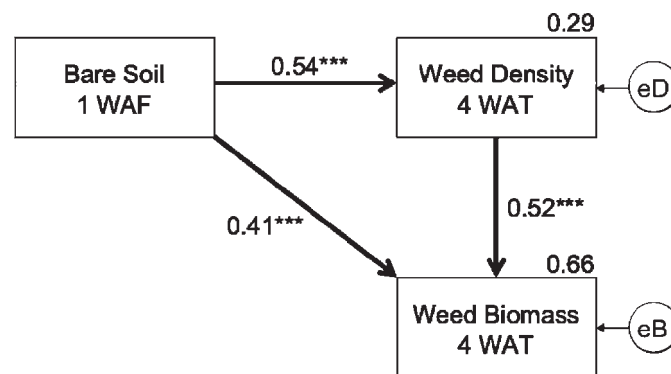 0.29
Bare Soil
1 WAF
0.54***
Weed Density
4 WAT
eD
0.41***
0.52***
0.66
Weed Biomass
4 WAT
eB